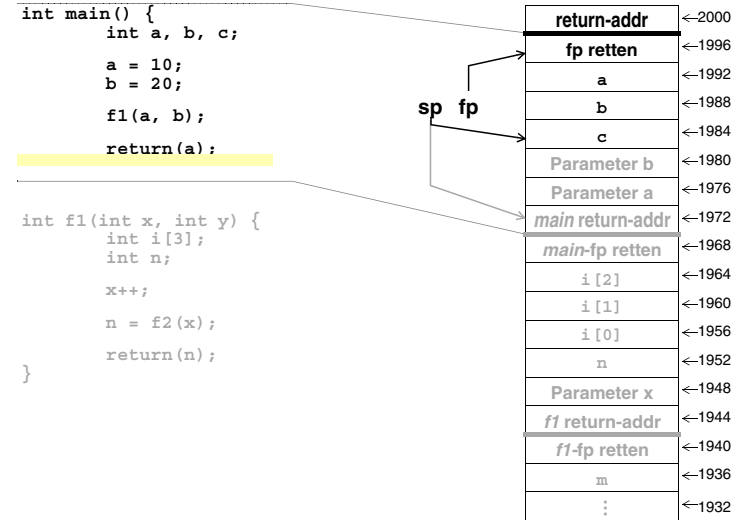 int main() {
int a, b, c;
a = 10;
b = 20;
f1(a, b);
return(a);
int f1(int x, int y) {
int i[3];
int n;
x++;
n = f2(x);
return(n);
}
sp fp
return-addr ←2000
fp retten ←1996
a ←1992
b ←1988
c ←1984
Parameter b ←1980
Parameter a ←1976
main return-addr ←1972
main-fp retten ←1968
i[2] ←1964
i[1] ←1960
i[0] ←1956
n ←1952
Parameter x ←1948
f1 return-addr ←1944
f1-fp retten ←1940
m ←1936
⋮ ←1932